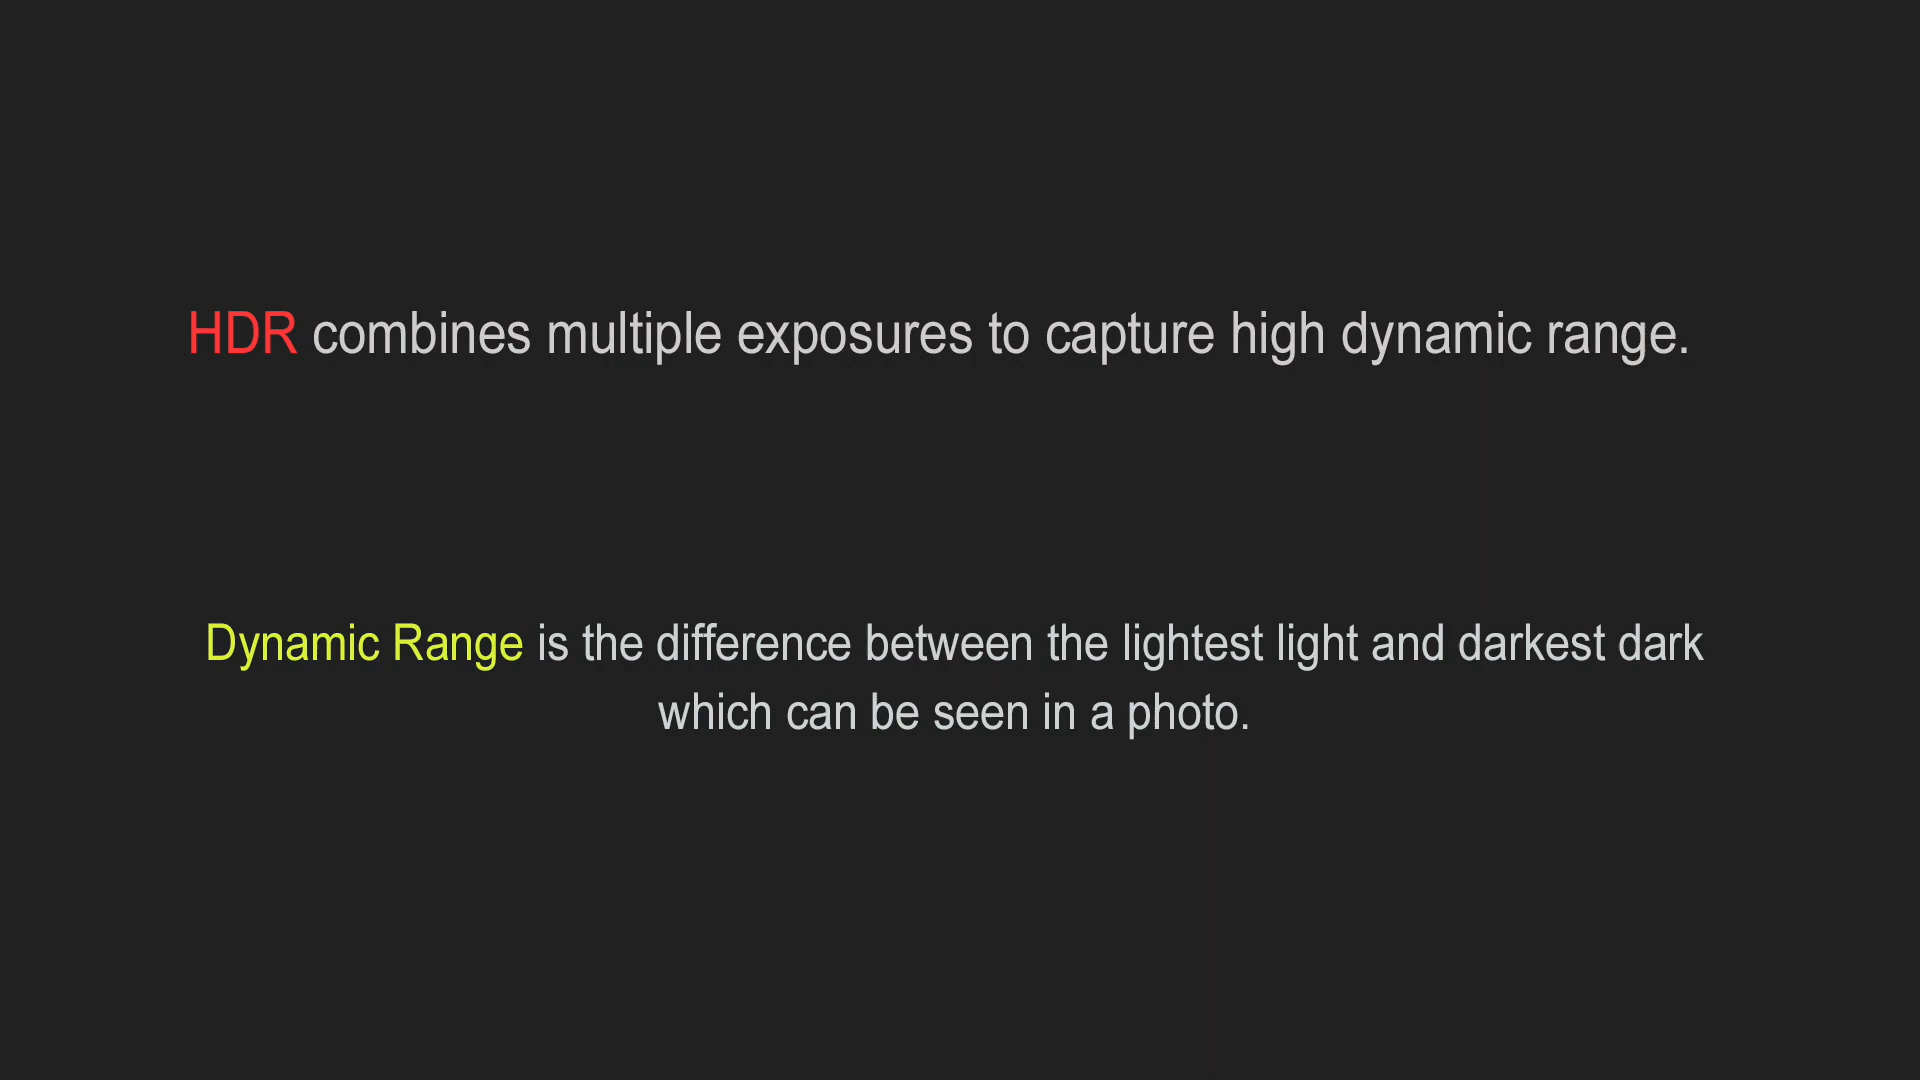 HDR combines multiple exposures to capture high dynamic range.
Dynamic Range is the difference between the lightest light and darkest dark
which can be seen in a photo.